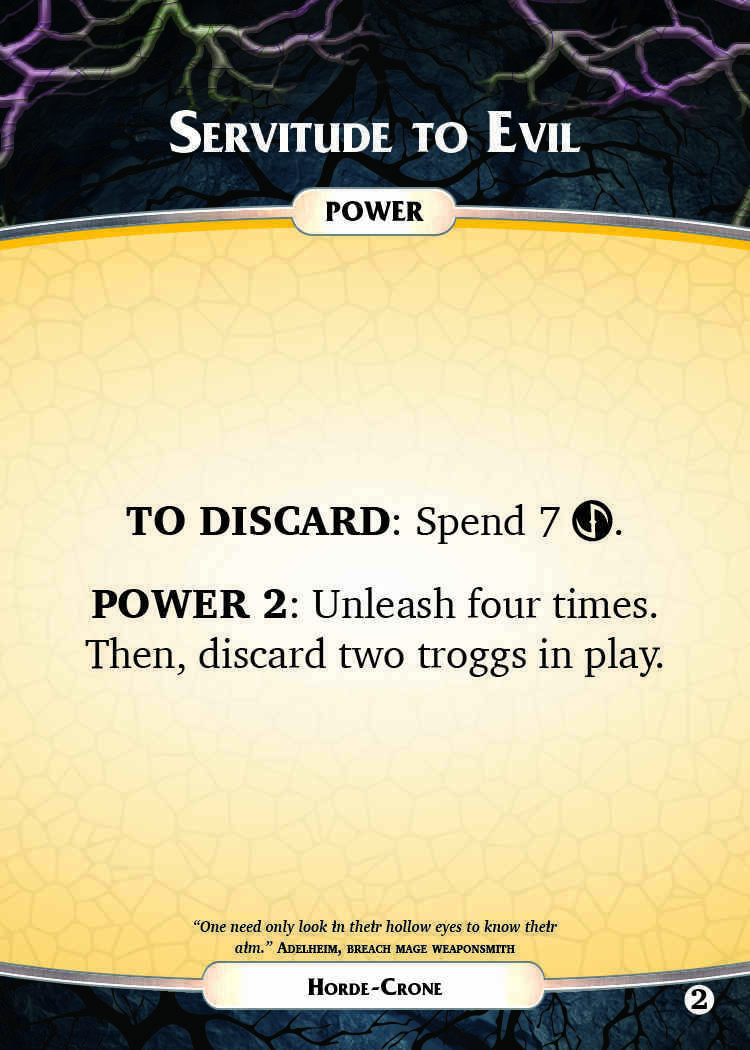 Servitude to Evil
POWER
TO DISCARD: Spend 7 .
POWER 2: Unleash four times.
Then, discard two troggs in play.
“One need only look in their hollow eyes to know their
aim.” Adelheim, breach mage weaponsmith
Horde-Crone
2